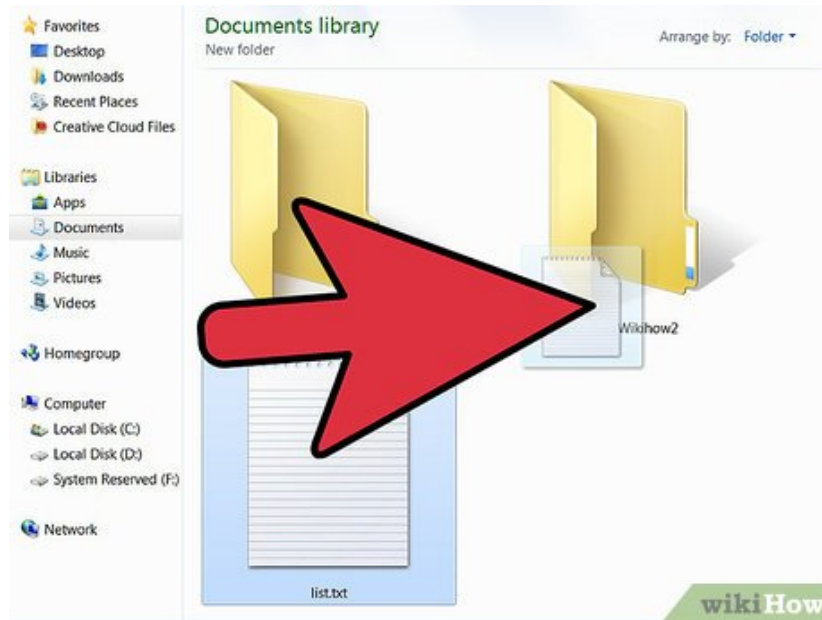 Favorites
Desktop
Downloads
Recent Places
Creative Cloud Files
Libraries
Apps
Documents
Music
Pictures
Videos
Homegroup
Computer
Local Disk (C:)
Local Disk (D:)
System Reserved (F:)
Network
Documents library
New folder
Arrange by: Folder
Wikihow2
list.txt
wikiHow